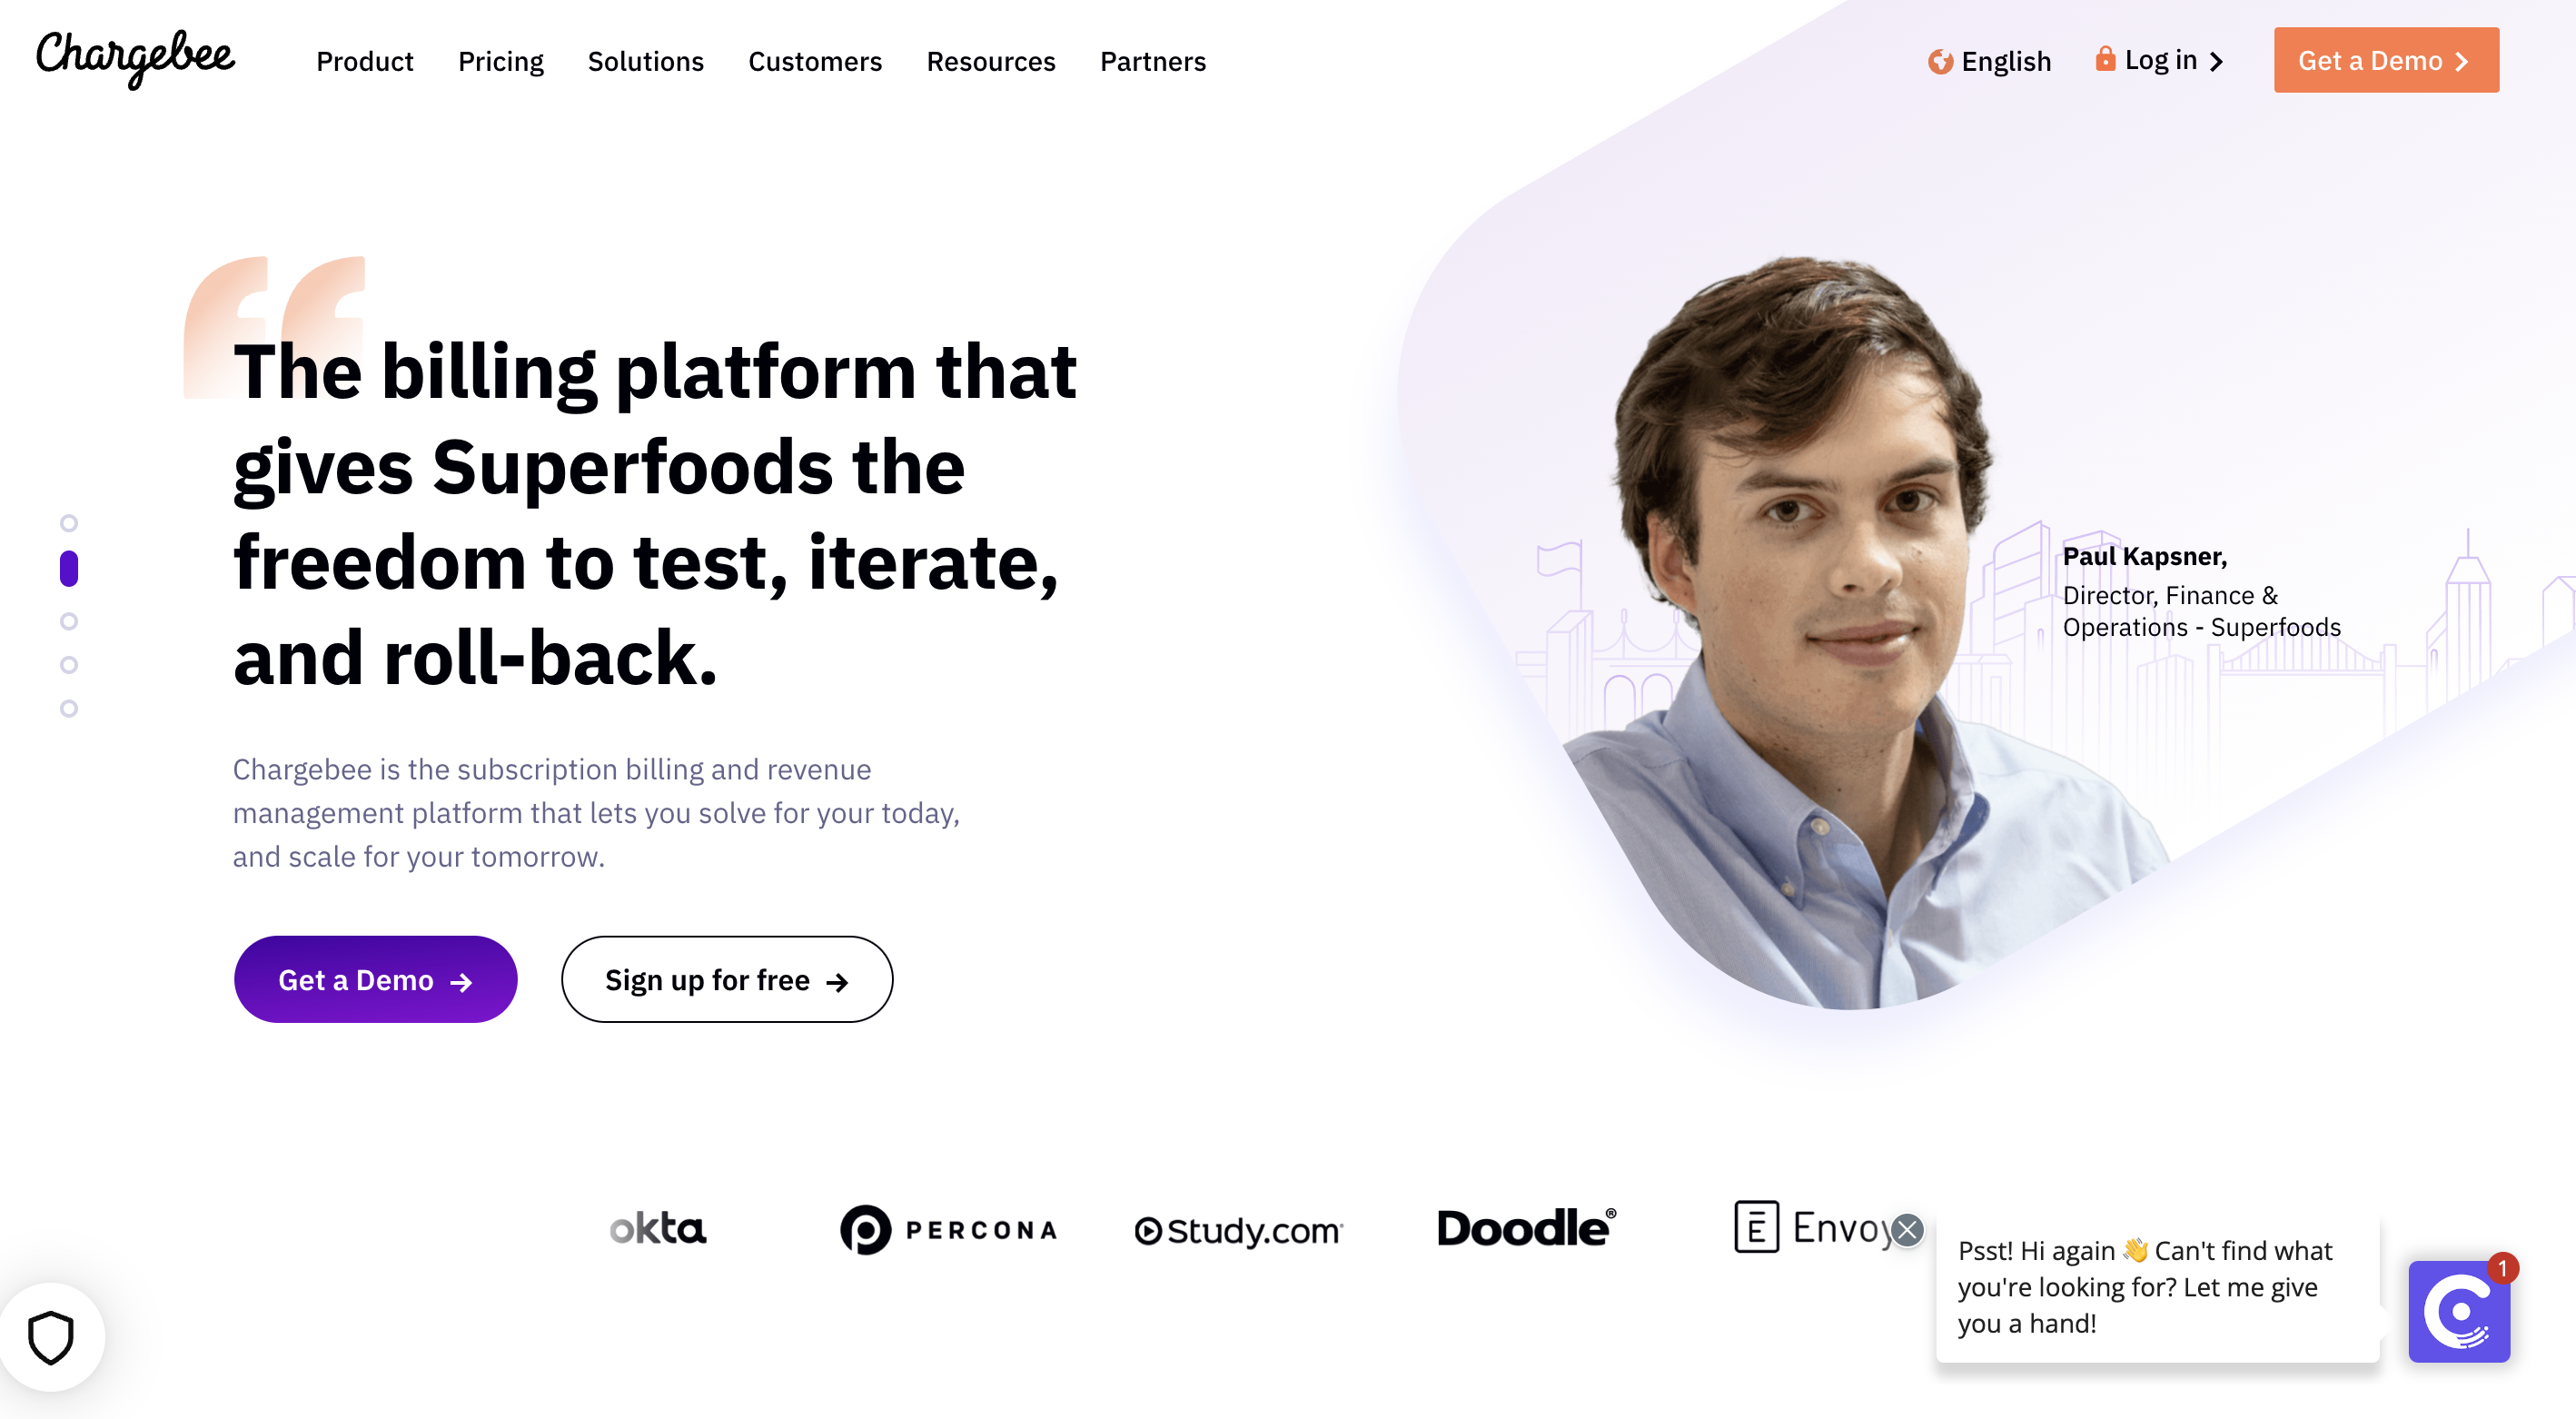 Chargebee
Product
Pricing
Solutions
Customers
Resources
Partners
English
Log in
Get a Demo
“
The billing platform that
gives Superfoods the
freedom to test, iterate,
and roll-back.
Chargebee is the subscription billing and revenue
management platform that lets you solve for your today,
and scale for your tomorrow.
Get a Demo →
Sign up for free →
Paul Kapsner,
Director, Finance &
Operations - Superfoods
okta
PERCONA
Study.com
Doodle®
E Envoy
Psst! Hi again 👋 Can't find what
you're looking for? Let me give
you a hand!
1